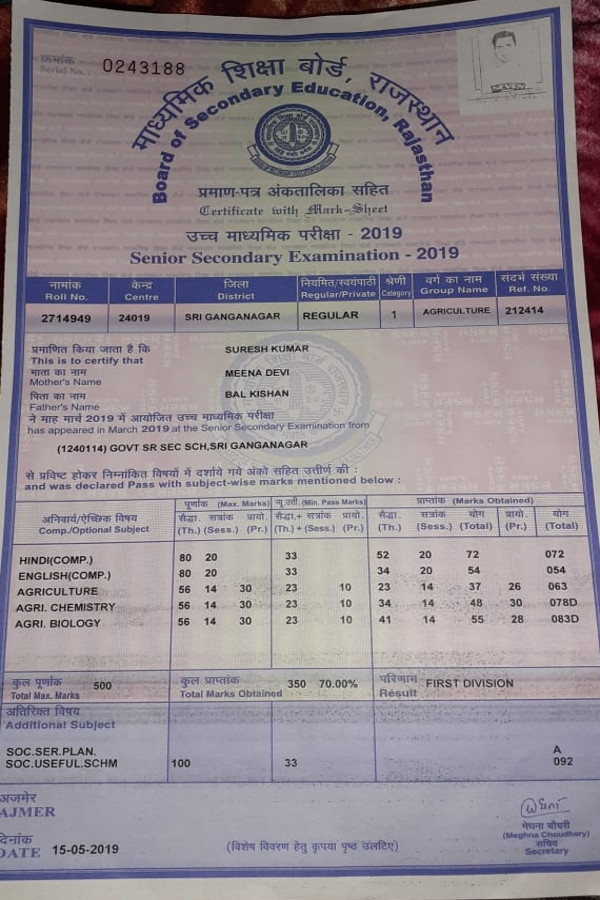 क्रमांक
Serial No. : 0243188
माध्यमिक शिक्षा बोर्ड, राजस्थान
Board of Secondary Education, Rajasthan
प्रमाण-पत्र अंकतालिका सहित
Certificate with Mark-Sheet
उच्च माध्यमिक परीक्षा - 2019
Senior Secondary Examination - 2019
नामांक केन्द्र जिला नियमित/स्वयंपाठी श्रेणी वर्ग का नाम संदर्भ संख्या
Roll No. Centre District Regular/Private Category Group Name Ref. No.
2714949 24019 SRI GANGANAGAR REGULAR 1 AGRICULTURE 212414
प्रमाणित किया जाता है कि SURESH KUMAR
This is to certify that
माता का नाम MEENA DEVI
Mother's Name
पिता का नाम BAL KISHAN
Father's Name
ने माह मार्च 2019 में आयोजित उच्च माध्यमिक परीक्षा
has appeared in March 2019 at the Senior Secondary Examination from
(1240114) GOVT SR SEC SCH,SRI GANGANAGAR
से प्रविष्ट होकर निम्नांकित विषयों में दर्शाये गये अंको सहित उत्तीर्ण की :
and was declared Pass with subject-wise marks mentioned below :
पूर्णांक (Max. Marks) न्यू.उत्ती. (Min. Pass Marks) प्राप्तांक (Marks Obtained)
अनिवार्य/ऐच्छिक विषय सैद्धा. सत्रांक प्रायो. सैद्धा.+ सत्रांक प्रायो. सैद्धा. सत्रांक योग प्रायो. योग
Comp./Optional Subject (Th.) (Sess.) (Pr.) (Th.) + (Sess.) (Pr.) (Th.) (Sess.) (Total) (Pr.) (Total)
HINDI(COMP.) 80 20 33 52 20 72 072
ENGLISH(COMP.) 80 20 33 34 20 54 054
AGRICULTURE 56 14 30 23 10 23 14 37 26 063
AGRI. CHEMISTRY 56 14 30 23 10 34 14 48 30 078D
AGRI. BIOLOGY 56 14 30 23 10 41 14 55 28 083D
कुल पूर्णांक 500 कुल प्राप्तांक 350 70.00% परिणाम FIRST DIVISION
Total Max. Marks Total Marks Obtained Result
अतिरिक्त विषय
Additional Subject
SOC.SER.PLAN. A
SOC.USEFUL.SCHM 100 33 092
अजमेर
AJMER
मेघना चौधरी
(Meghna Choudhary)
सचिव
Secretary
दिनांक
DATE 15-05-2019 (विशेष विवरण हेतु कृपया पृष्ठ उलटिए)